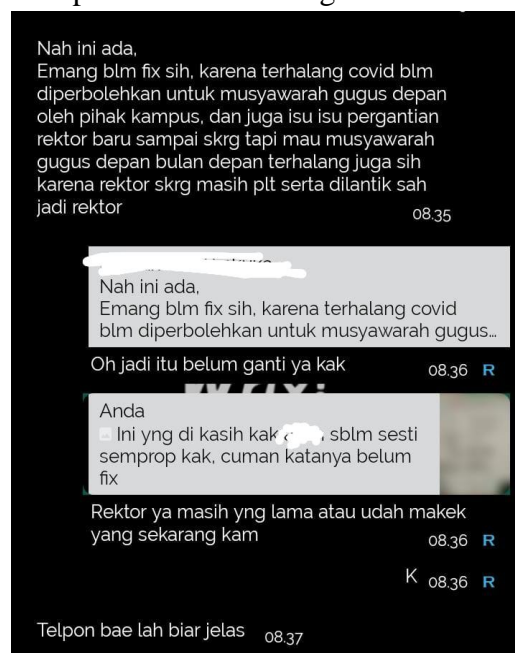 Nah ini ada,
Emang blm fix sih, karena terhalang covid blm
diperbolehkan untuk musyawarah gugus depan
oleh pihak kampus, dan juga isu isu pergantian
rektor baru sampai skrg tapi mau musyawarah
gugus depan bulan depan terhalang juga sih
karena rektor skrg masih plt serta dilantik sah
jadi rektor
08.35
Nah ini ada,
Emang blm fix sih, karena terhalang covid
blm diperbolehkan untuk musyawarah gugus...
Oh jadi itu belum ganti ya kak
08.36 R
Anda
Ini yng di kasih kak sblm sesti
semprop kak, cuman katanya belum
fix
Rektor ya masih yng lama atau udah makek
yang sekarang kam
08.36 R
K 08.36 R
Telpon bae lah biar jelas 08.37